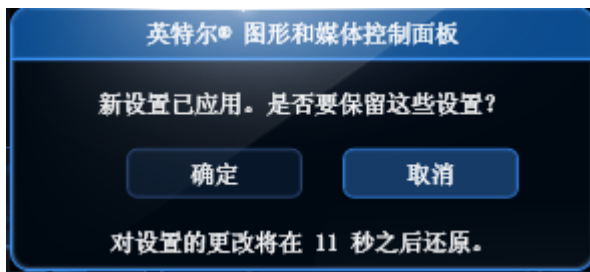 英特尔® 图形和媒体控制面板
新设置已应用。是否要保留这些设置?
确定 取消
对设置的更改将在 11 秒之后还原。